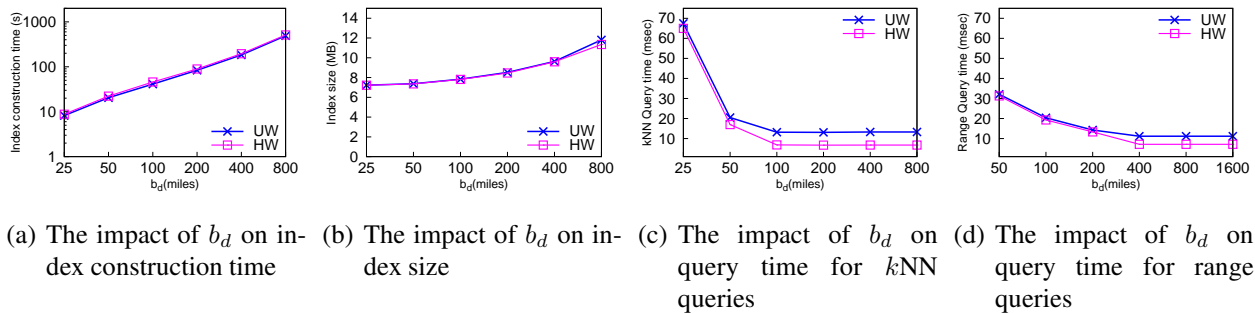 Index construction time (s)
1000
100
10
1
25 50 100 200 400 800
b_d(miles)
UW
HW
Index size (MB)
14
12
10
8
6
4
2
0
25 50 100 200 400 800
b_d(miles)
UW
HW
kNN Query time (msec)
70
60
50
40
30
20
10
25 50 100 200 400 800
b_d(miles)
UW
HW
Range Query time (msec)
70
60
50
40
30
20
10
50 100 200 400 800 1600
b_d(miles)
UW
HW
(a) The impact of b_d on in-
dex construction time
(b) The impact of b_d on in-
dex size
(c) The impact of b_d on
query time for kNN
queries
(d) The impact of b_d on
query time for range
queries